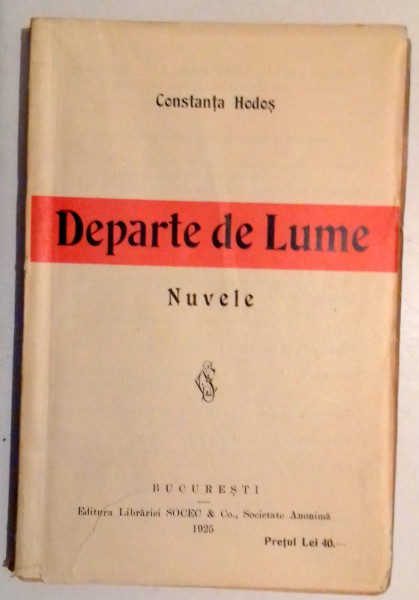 Constanța Hodoș
Departe de Lume
Nuvele
BUCUREȘTI
Editura Librăriei SOCEC & Co., Societate Anonimă
1925
Prețul Lei 40.—